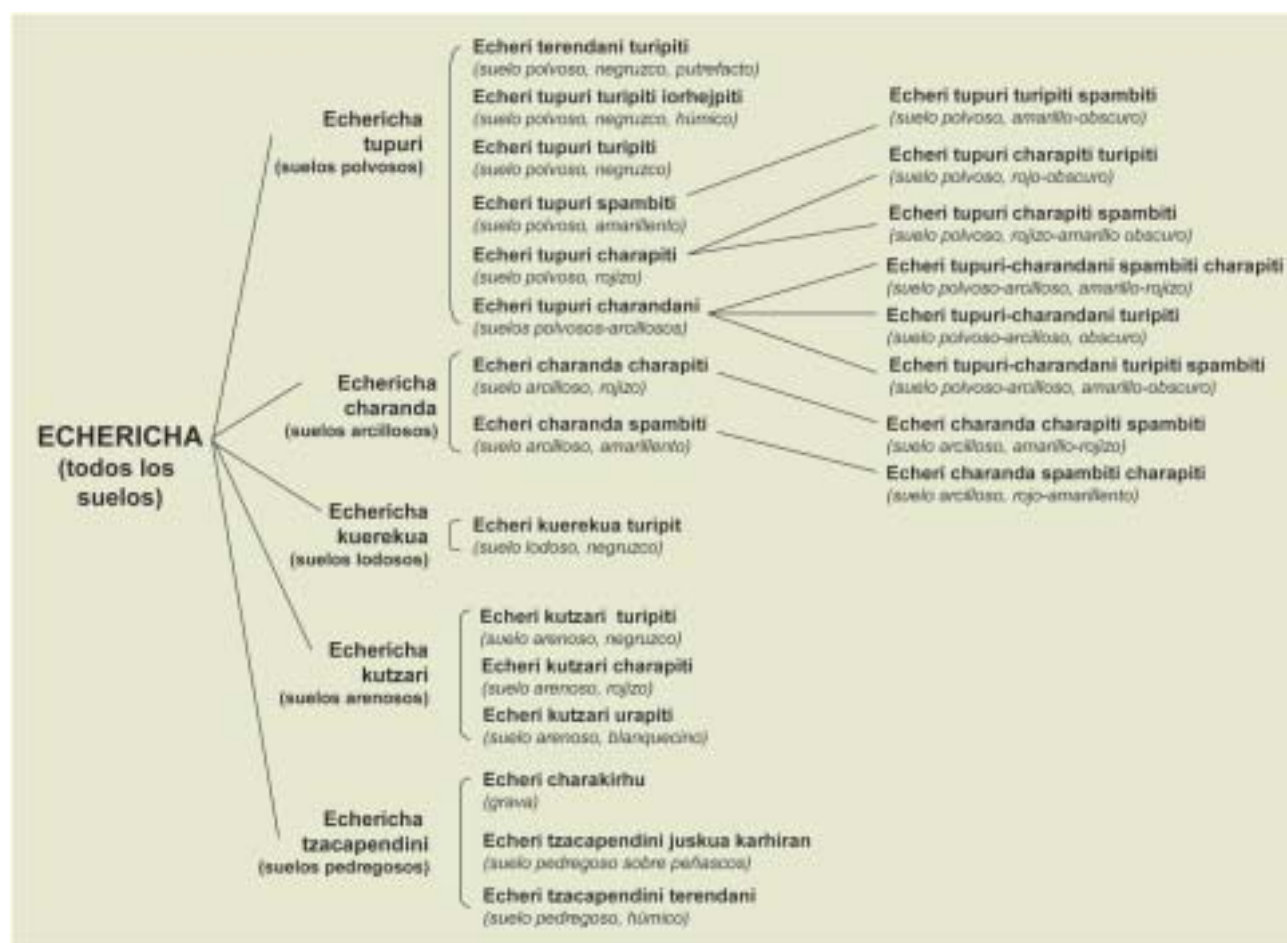 ECHERICHA
(todos los
suelos)
Echericha
tupuri
(suelos polvosos)
Echeri terendani turipiti
(suelo polvoso, negruzco, putrefacto)
Echeri tupuri turipiti iorhejpiti
(suelo polvoso, negruzco, húmico)
Echeri tupuri turipiti
(suelo polvoso, negruzco)
Echeri tupuri spambiti
(suelo polvoso, amarillento)
Echeri tupuri charapiti
(suelo polvoso, rojizo)
Echeri tupuri charandani
(suelos polvosos-arcillosos)
Echeri tupuri turipiti spambiti
(suelo polvoso, amarillo-obscuro)
Echeri tupuri charapiti turipiti
(suelo polvoso, rojo-obscuro)
Echeri tupuri charapiti spambiti
(suelo polvoso, rojizo-amarillo obscuro)
Echeri tupuri-charandani spambiti charapiti
(suelo polvoso-arcilloso, amarillo-rojizo)
Echeri tupuri-charandani turipiti
(suelo polvoso-arcilloso, obscuro)
Echeri tupuri-charandani turipiti spambiti
(suelo polvoso-arcilloso, amarillo-obscuro)
Echericha
charanda
(suelos arcillosos)
Echeri charanda charapiti
(suelo arcilloso, rojizo)
Echeri charanda spambiti
(suelo arcilloso, amarillento)
Echeri charanda charapiti spambiti
(suelo arcilloso, amarillo-rojizo)
Echeri charanda spambiti charapiti
(suelo arcilloso, rojo-amarillento)
Echericha
kuerekua
(suelos lodosos)
Echeri kuerekua turipit
(suelo lodoso, negruzco)
Echericha
kutzari
(suelos arenosos)
Echeri kutzari turipiti
(suelo arenoso, negruzco)
Echeri kutzari charapiti
(suelo arenoso, rojizo)
Echeri kutzari urapiti
(suelo arenoso, blanquecino)
Echericha
tzacapendini
(suelos pedregosos)
Echeri charakirhu
(grava)
Echeri tzacapendini juskua karhiran
(suelo pedregoso sobre peñascos)
Echeri tzacapendini terendani
(suelo pedregoso, húmico)